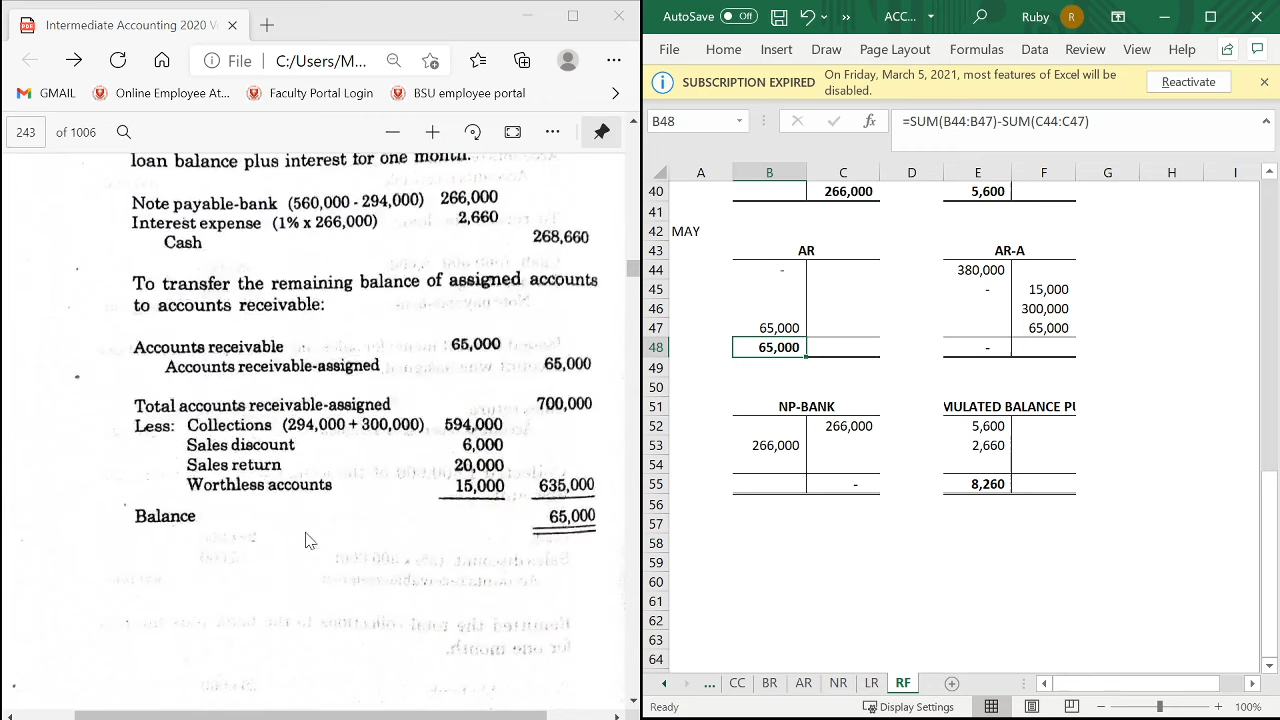 Intermediate Accounting 2020 V
File C:/Users/M...
GMAIL Online Employee At... Faculty Portal Login BSU employee portal
243 of 1006
loan balance plus interest for one month.
Note payable-bank (560,000 - 294,000) 266,000
Interest expense (1% x 266,000) 2,660
Cash 268,660
To transfer the remaining balance of assigned accounts
to accounts receivable:
Accounts receivable 65,000
Accounts receivable-assigned 65,000
Total accounts receivable-assigned 700,000
Less: Collections (294,000 + 300,000) 594,000
Sales discount 6,000
Sales return 20,000
Worthless accounts 15,000 635,000
Balance 65,000
AutoSave Off ACC... Ruby R
File Home Insert Draw Page Layout Formulas Data Review View Help
SUBSCRIPTION EXPIRED On Friday, March 5, 2021, most features of Excel will be
disabled.
Reactivate
B48 fx =SUM(B44:B47)-SUM(C44:C47)
A B C D E F G H I
40 266,000 5,600
41
42 MAY
43 AR AR-A
44 - 380,000
45 - 15,000
46 300,000
47 65,000 65,000
48 65,000 -
49
50
51 NP-BANK MULATED BALANCE PU
52 266,000 5,600
53 266,000 2,660
54
55 - 8,260
56
57
58
59
60
61
62
63
64
... CC BR AR NR LR RF
Ready Display Settings 100%